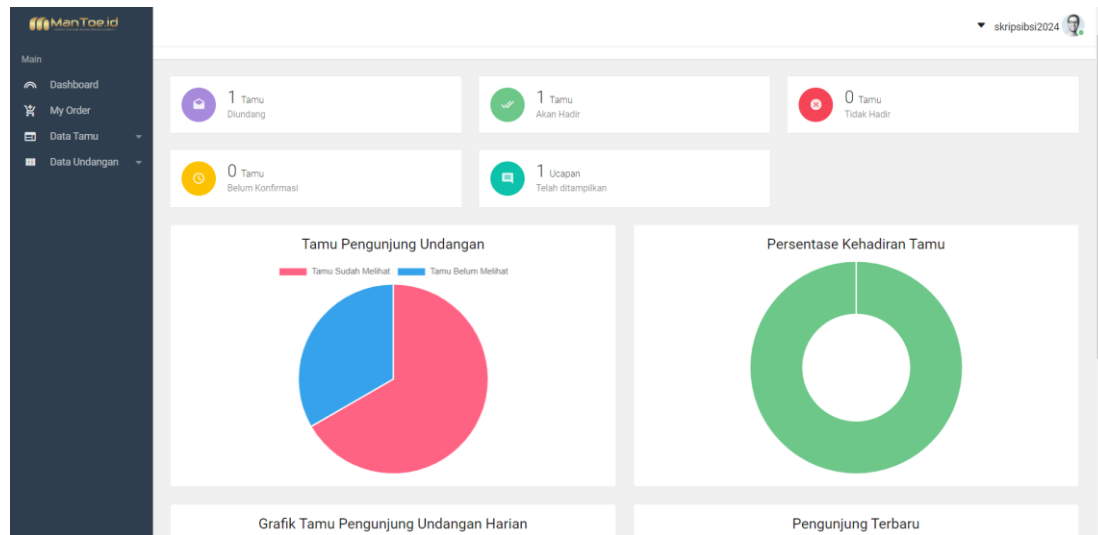 ManToe.id
skripsibsi2024
Main
Dashboard
My Order
Data Tamu
Data Undangan
1 Tamu
Diundang
1 Tamu
Akan Hadir
0 Tamu
Tidak Hadir
0 Tamu
Belum Konfirmasi
1 Ucapan
Telah ditampilkan
Tamu Pengunjung Undangan
Tamu Sudah Melihat Tamu Belum Melihat
Persentase Kehadiran Tamu
Grafik Tamu Pengunjung Undangan Harian
Pengunjung Terbaru